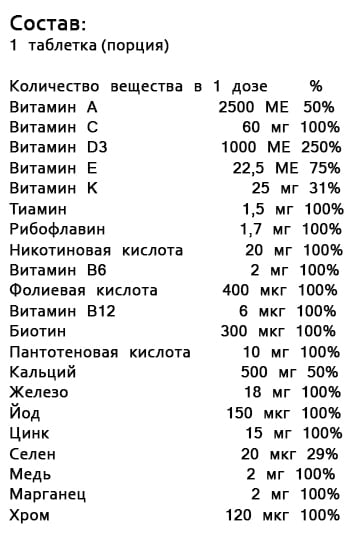 Состав:
1 таблетка (порция)
Количество вещества в 1 дозе %
Витамин А 2500 МЕ 50%
Витамин С 60 мг 100%
Витамин D3 1000 МЕ 250%
Витамин Е 22,5 МЕ 75%
Витамин К 25 мг 31%
Тиамин 1,5 мг 100%
Рибофлавин 1,7 мг 100%
Никотиновая кислота 20 мг 100%
Витамин В6 2 мг 100%
Фолиевая кислота 400 мкг 100%
Витамин В12 6 мкг 100%
Биотин 300 мкг 100%
Пантотеновая кислота 10 мг 100%
Кальций 500 мг 50%
Железо 18 мг 100%
Йод 150 мкг 100%
Цинк 15 мг 100%
Селен 20 мкг 29%
Медь 2 мг 100%
Марганец 2 мг 100%
Хром 120 мкг 100%